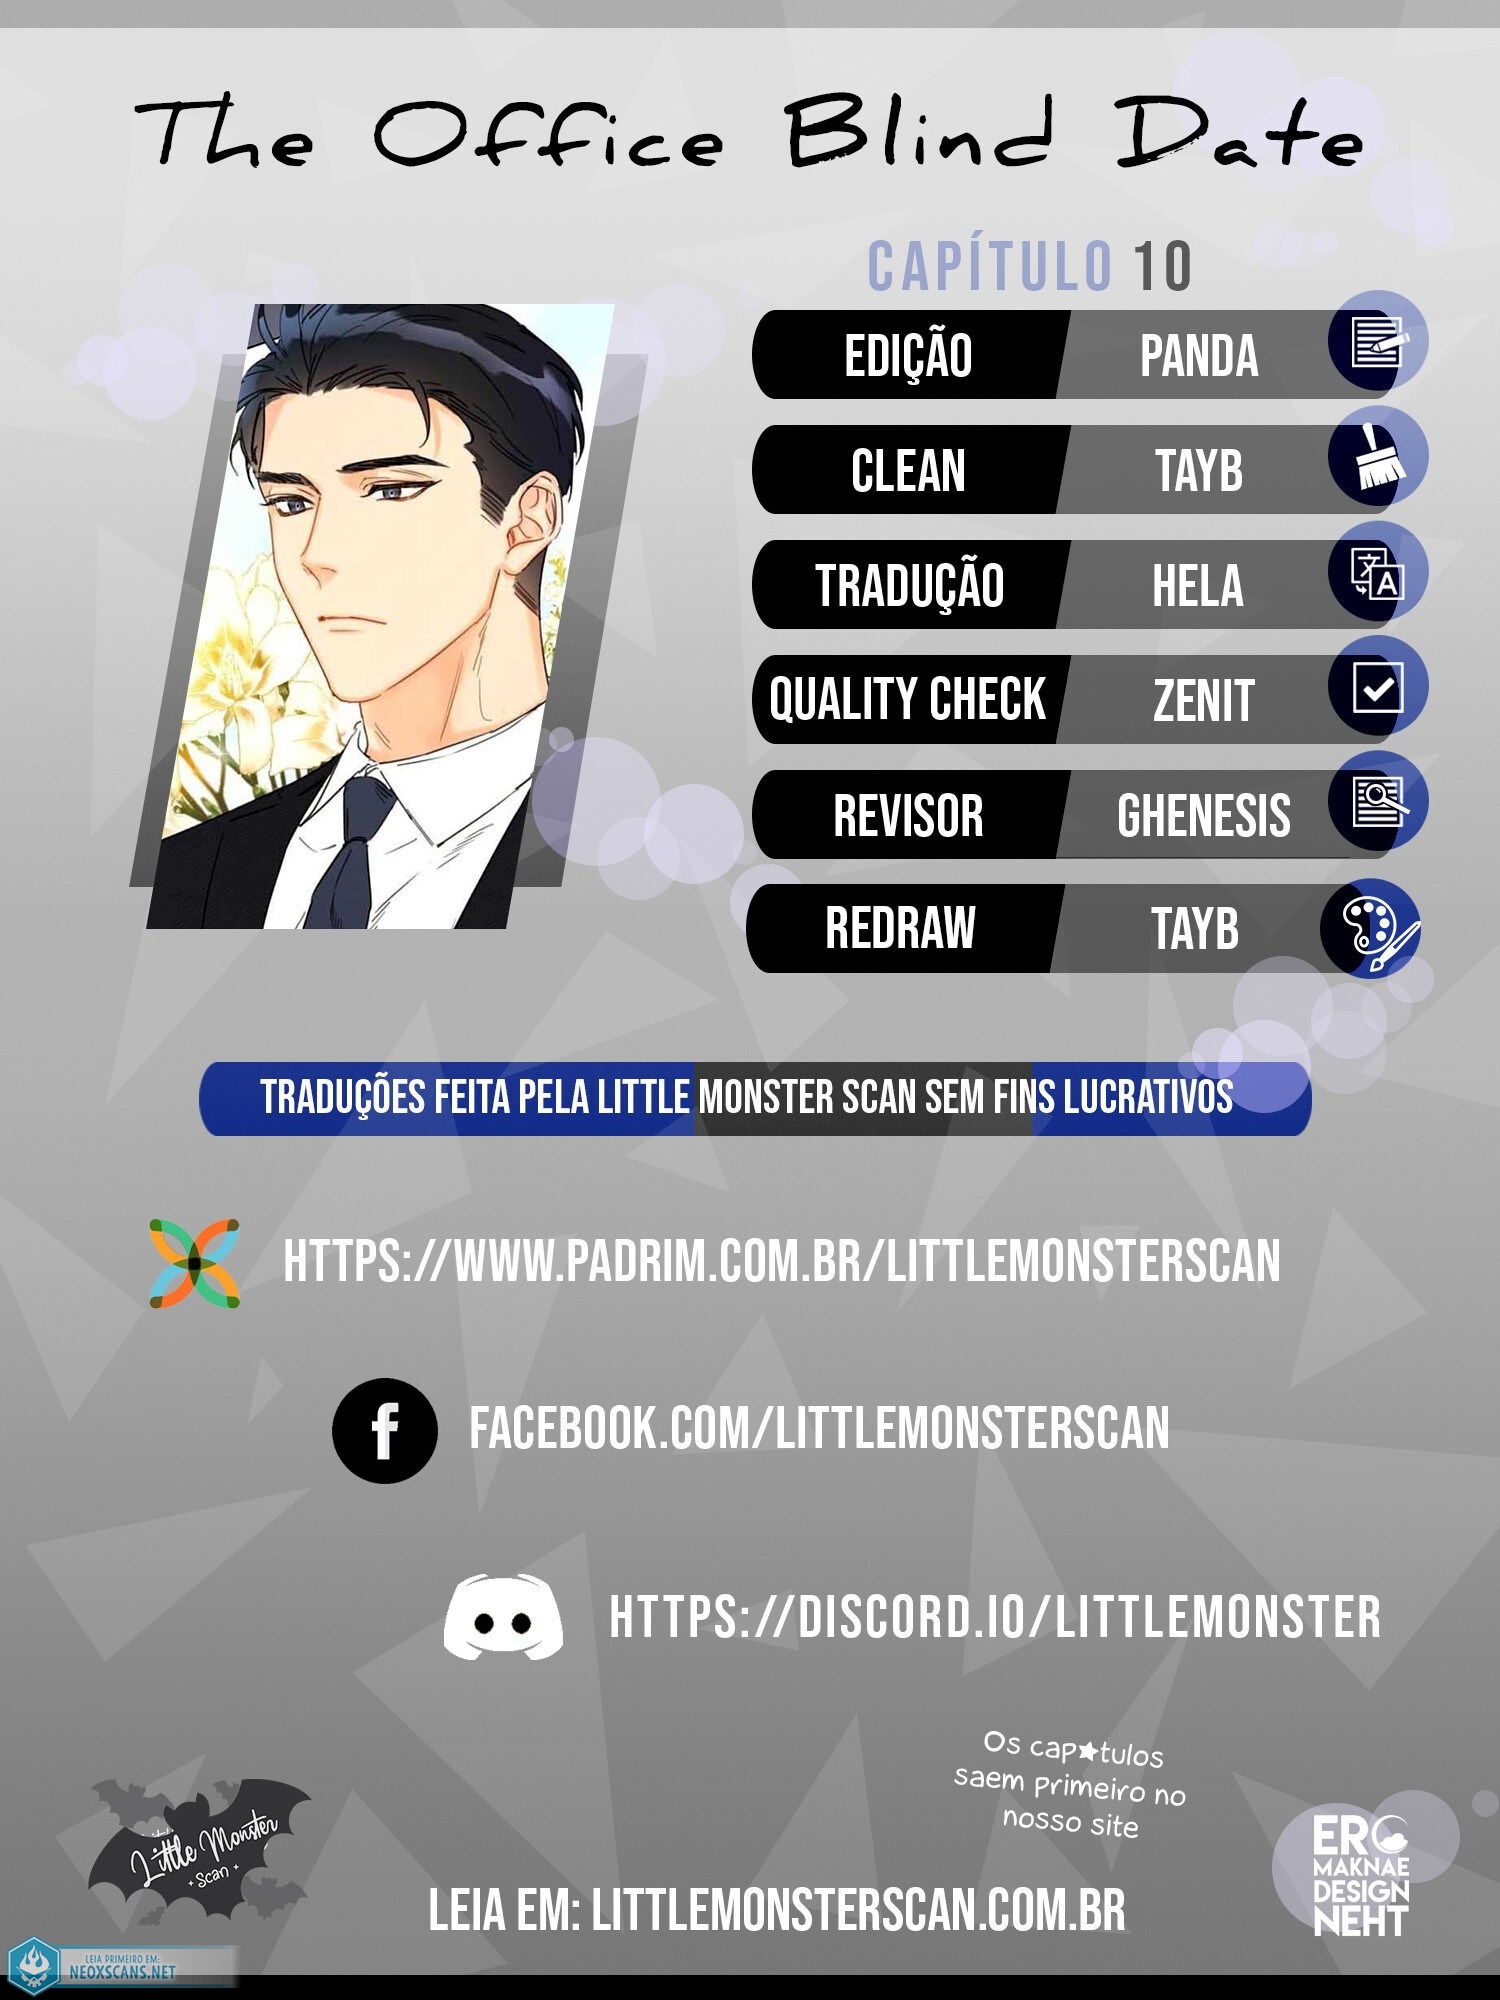 The Office Blind Date
CAPÍTULO 10
EDIÇÃO PANDA
CLEAN TAYB
TRADUÇÃO HELA
QUALITY CHECK ZENIT
REVISOR GHENESIS
REDRAW TAYB
TRADUÇÕES FEITA PELA LITTLE MONSTER SCAN SEM FINS LUCRATIVOS
HTTPS://WWW.PADRIM.COM.BR/LITTLEMONSTERSCAN
FACEBOOK.COM/LITTLEMONSTERSCAN
HTTPS://DISCORD.IO/LITTLEMONSTER
Os cap★tulos
saem primeiro no
nosso site
Little Monster
Scan
LEIA EM: LITTLEMONSTERSCAN.COM.BR
ERC
MAKNAE
DESIGN
NEHT
LEIA PRIMEIRO EM:
NEOXSCANS.NET